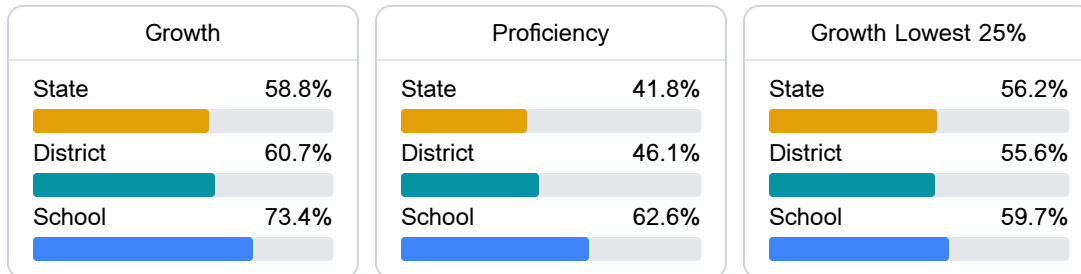 Growth
State 58.8%
District 60.7%
School 73.4%
Proficiency
State 41.8%
District 46.1%
School 62.6%
Growth Lowest 25%
State 56.2%
District 55.6%
School 59.7%